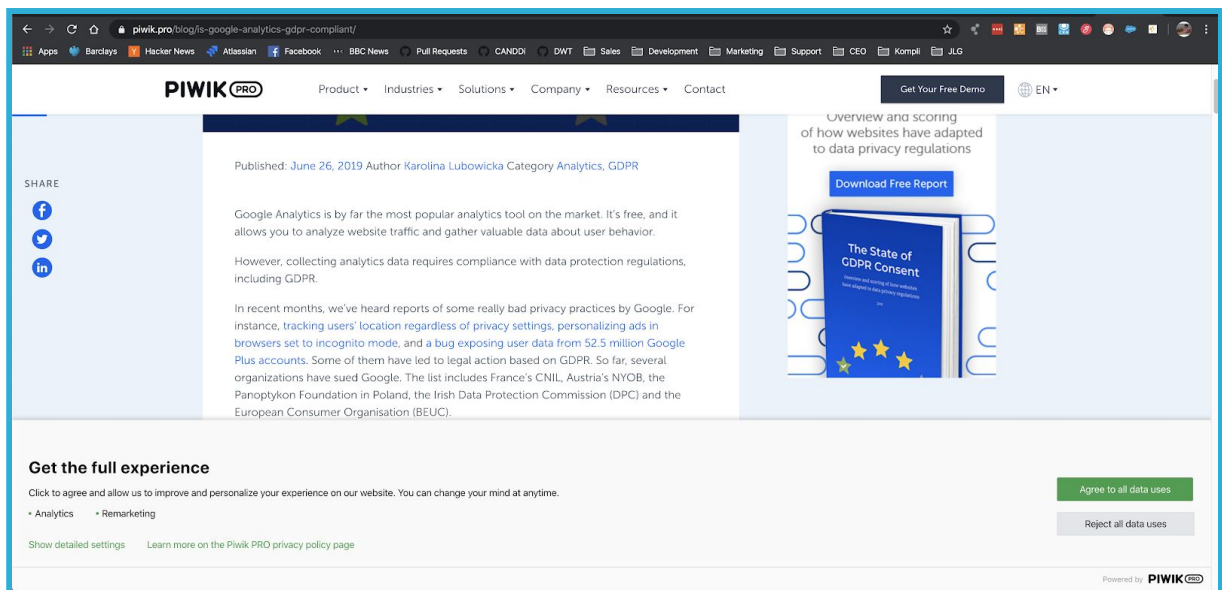 piwik.pro/blog/is-google-analytics-gdpr-compliant/
Apps Barclays Hacker News Atlassian Facebook BBC News Pull Requests CANDDi DWT Sales Development Marketing Support CEO Kompli JLG
PIWIK PRO Product Industries Solutions Company Resources Contact Get Your Free Demo EN
SHARE
Published: June 26, 2019 Author Karolina Lubowicka Category Analytics, GDPR
Google Analytics is by far the most popular analytics tool on the market. It's free, and it
allows you to analyze website traffic and gather valuable data about user behavior.
However, collecting analytics data requires compliance with data protection regulations,
including GDPR.
In recent months, we've heard reports of some really bad privacy practices by Google. For
instance, tracking users' location regardless of privacy settings, personalizing ads in
browsers set to incognito mode, and a bug exposing user data from 52.5 million Google
Plus accounts. Some of them have led to legal action based on GDPR. So far, several
organizations have sued Google. The list includes France's CNIL, Austria's NYOB, the
Panoptykon Foundation in Poland, the Irish Data Protection Commission (DPC) and the
European Consumer Organisation (BEUC).
Overview and scoring
of how websites have adapted
to data privacy regulations
Download Free Report
The State of
GDPR Consent
Overview and scoring of how websites
have adapted to data privacy regulations
Get the full experience
Click to agree and allow us to improve and personalize your experience on our website. You can change your mind at anytime.
• Analytics • Remarketing
Show detailed settings Learn more on the Piwik PRO privacy policy page
Agree to all data uses
Reject all data uses
Powered by PIWIK PRO